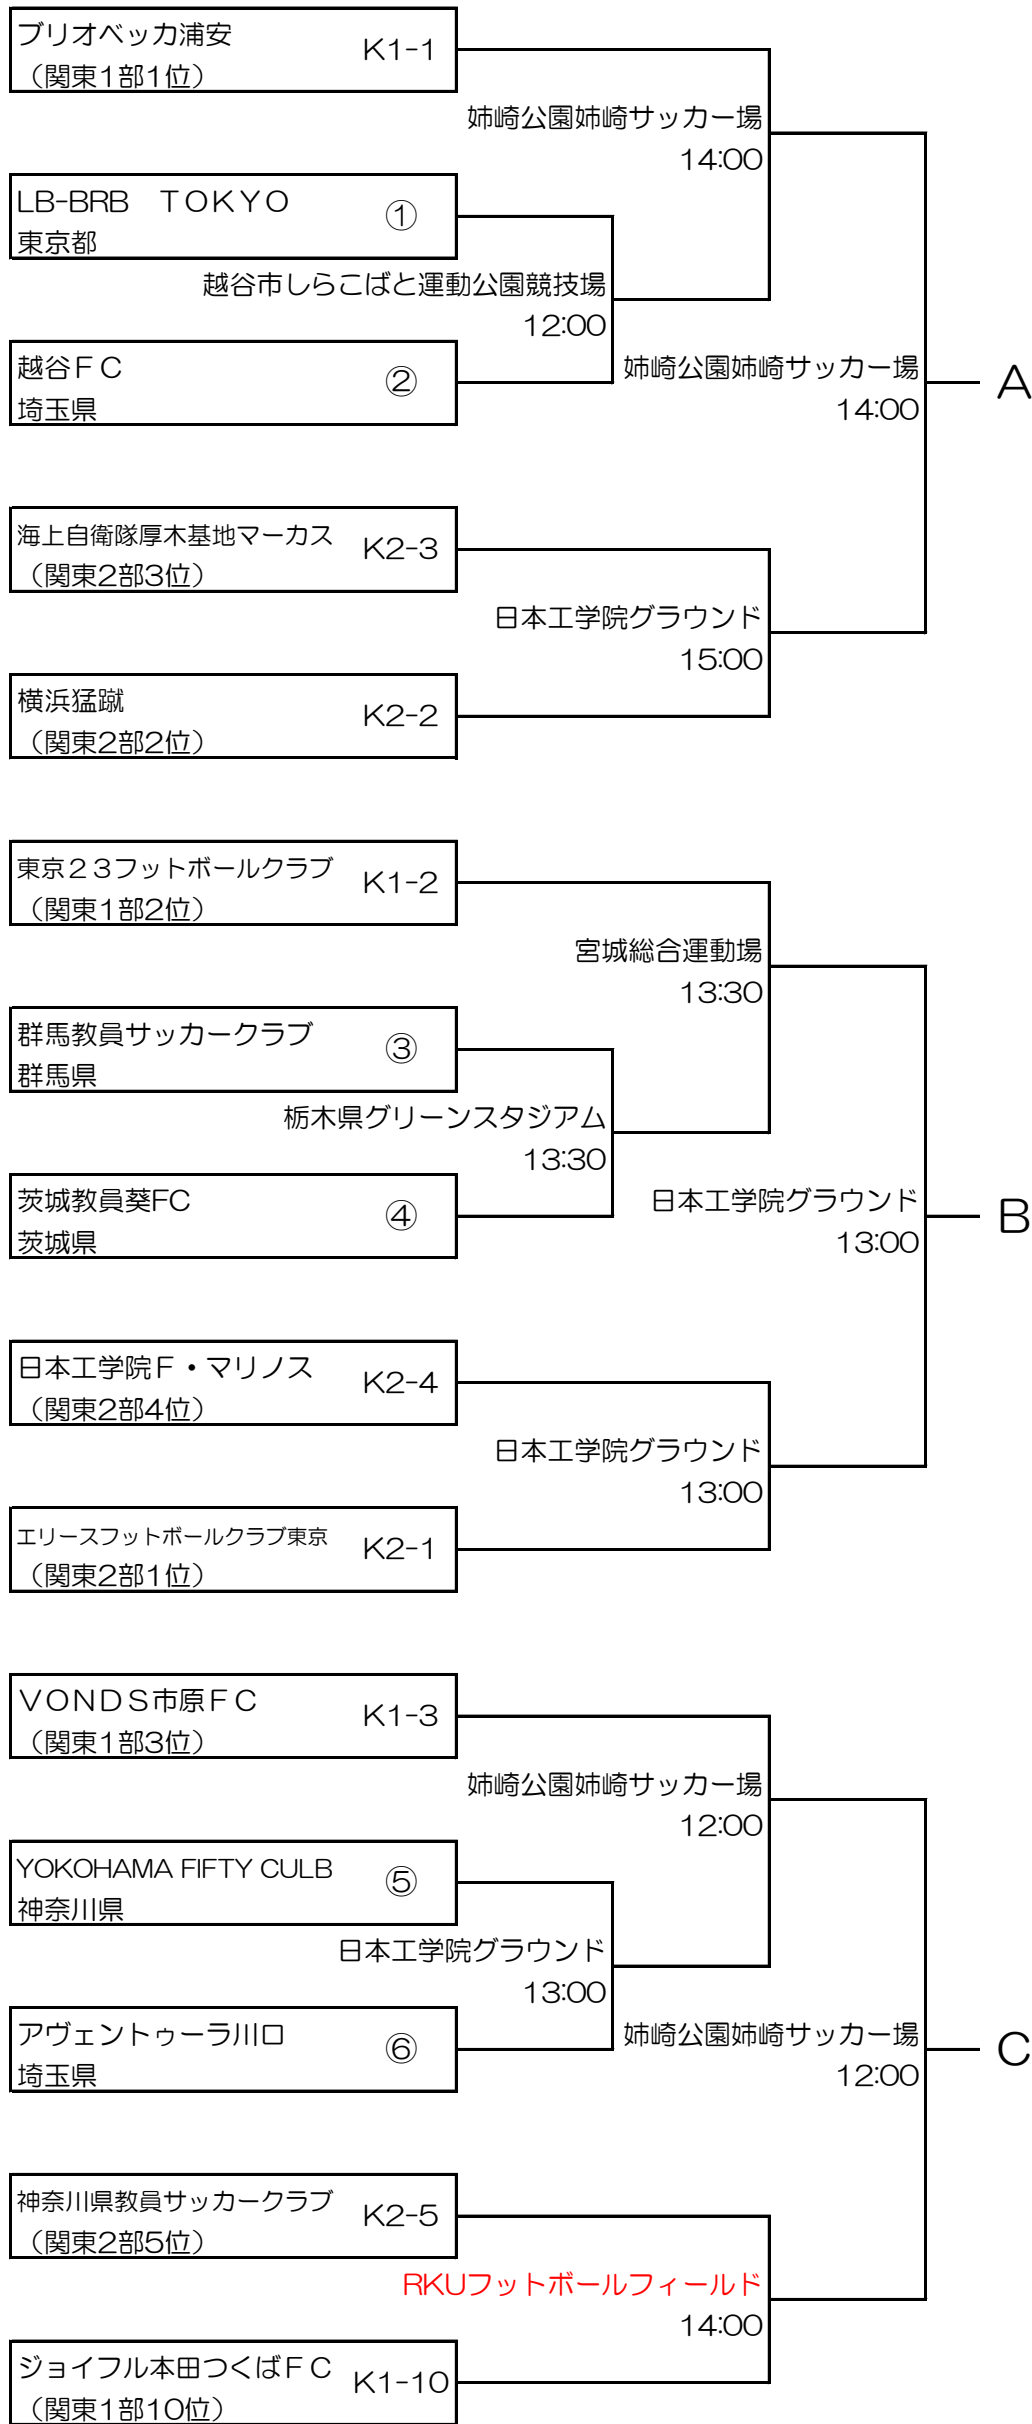 ブリオベッカ浦安
K1-1
（関東1部1位）
姉崎公園姉崎サッカー場
14:00
LB-BRB　ＴＯＫＹＯ
①
東京都
越谷市しらこばと運動公園競技場
12:00
越谷ＦＣ
②
埼玉県
姉崎公園姉崎サッカー場
14:00
A
海上自衛隊厚木基地マーカス
K2-3
（関東2部3位）
日本工学院グラウンド
15:00
横浜猛蹴
K2-2
（関東2部2位）
東京２３フットボールクラブ
K1-2
（関東1部2位）
宮城総合運動場
13:30
群馬教員サッカークラブ
③
群馬県
栃木県グリーンスタジアム
13:30
茨城教員葵FC
④
茨城県
日本工学院グラウンド
13:00
B
日本工学院Ｆ・マリノス
K2-4
（関東2部4位）
日本工学院グラウンド
13:00
エリースフットボールクラブ東京
K2-1
（関東2部1位）
ＶＯＮＤＳ市原ＦＣ
K1-3
（関東1部3位）
姉崎公園姉崎サッカー場
12:00
YOKOHAMA FIFTY CULB
⑤
神奈川県
日本工学院グラウンド
13:00
アヴェントゥーラ川口
⑥
埼玉県
姉崎公園姉崎サッカー場
12:00
C
神奈川県教員サッカークラブ
K2-5
（関東2部5位）
RKUフットボールフィールド
14:00
ジョイフル本田つくばＦＣ
K1-10
（関東1部10位）